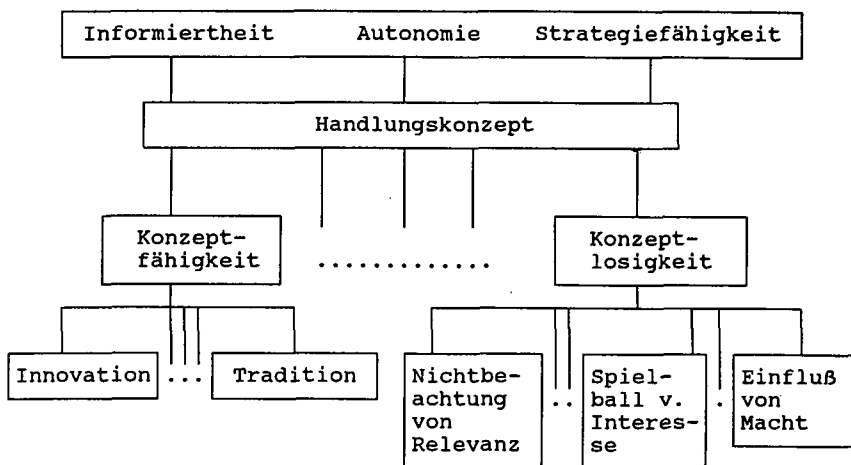 Informiertheit Autonomie Strategiefähigkeit
Handlungskonzept
Konzept-
fähigkeit
.............
Konzept-
losigkeit
Innovation
...
Tradition
Nichtbe-
achtung
von
Relevanz
..
Spiel-
ball v.
Interes-
se
.
Einfluß
von
Macht